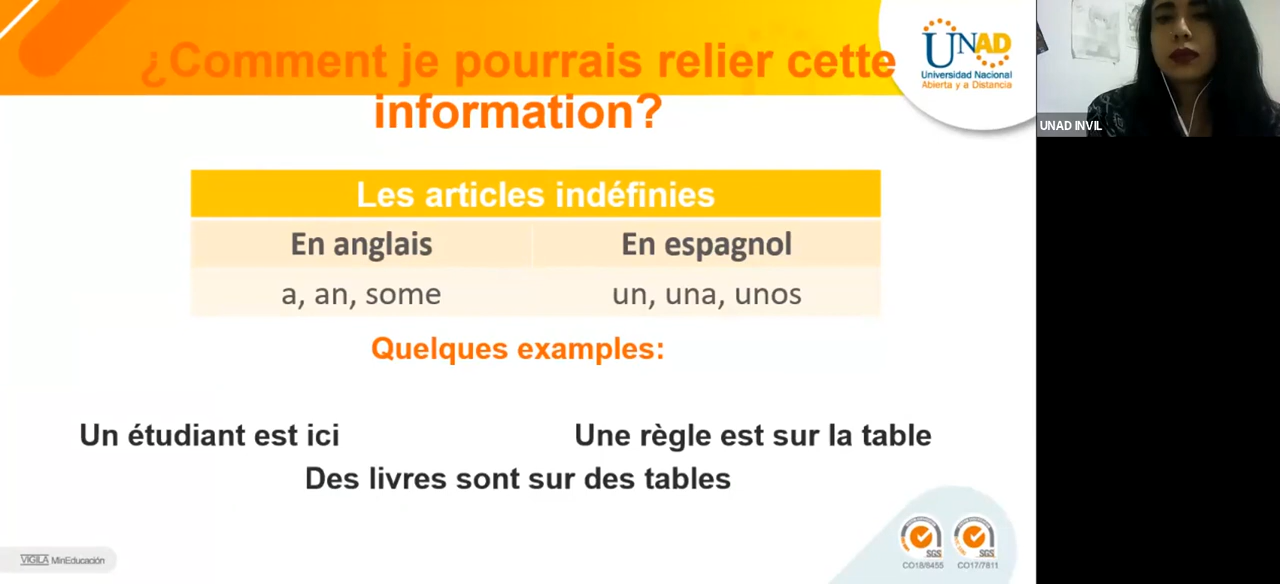 ¿Comment je pourrais relier cette
information?
UNAD
Universidad Nacional
Abierta y a Distancia
UNAD INVIL
Les articles indéfinies
En anglais
En espagnol
a, an, some
un, una, unos
Quelques examples:
Un étudiant est ici
Une règle est sur la table
Des livres sont sur des tables
VIGILADA MinEducación
SGS
SGS
CO18/8455
CO17/7811